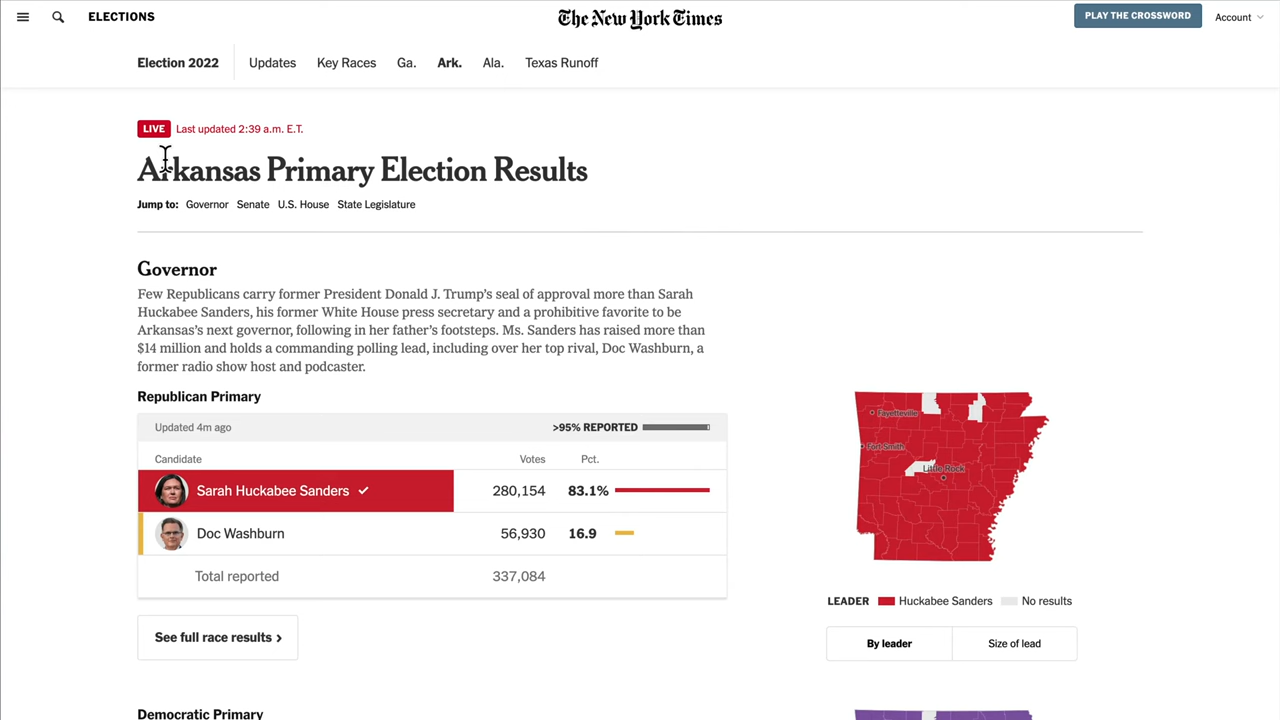 ELECTIONS
The New York Times
PLAY THE CROSSWORD
Account
Election 2022
Updates
Key Races
Ga.
Ark.
Ala.
Texas Runoff
LIVE
Last updated 2:39 a.m. E.T.
Arkansas Primary Election Results
Jump to: Governor Senate U.S. House State Legislature
Governor
Few Republicans carry former President Donald J. Trump's seal of approval more than Sarah
Huckabee Sanders, his former White House press secretary and a prohibitive favorite to be
Arkansas's next governor, following in her father's footsteps. Ms. Sanders has raised more than
$14 million and holds a commanding polling lead, including over her top rival, Doc Washburn, a
former radio show host and podcaster.
Republican Primary
Updated 4m ago
>95% REPORTED
Candidate Votes Pct.
Sarah Huckabee Sanders ✓ 280,154 83.1%
Doc Washburn 56,930 16.9
Total reported 337,084
See full race results ›
Fayetteville
Fort Smith
Little Rock
LEADER Huckabee Sanders No results
By leader
Size of lead
Democratic Primary